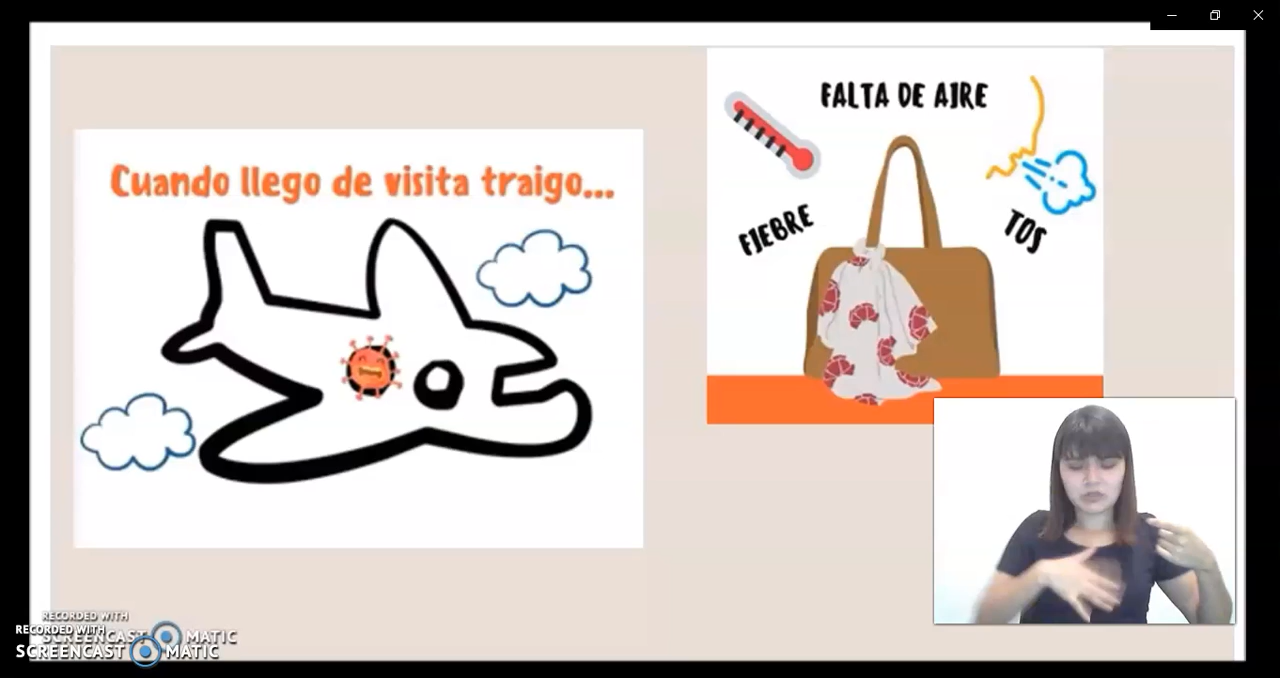 Cuando llego de visita traigo...
FALTA DE AIRE
FIEBRE
TOS
RECORDED WITH
SCREENCAST MATIC
RECORDED WITH
SCREENCAST MATIC